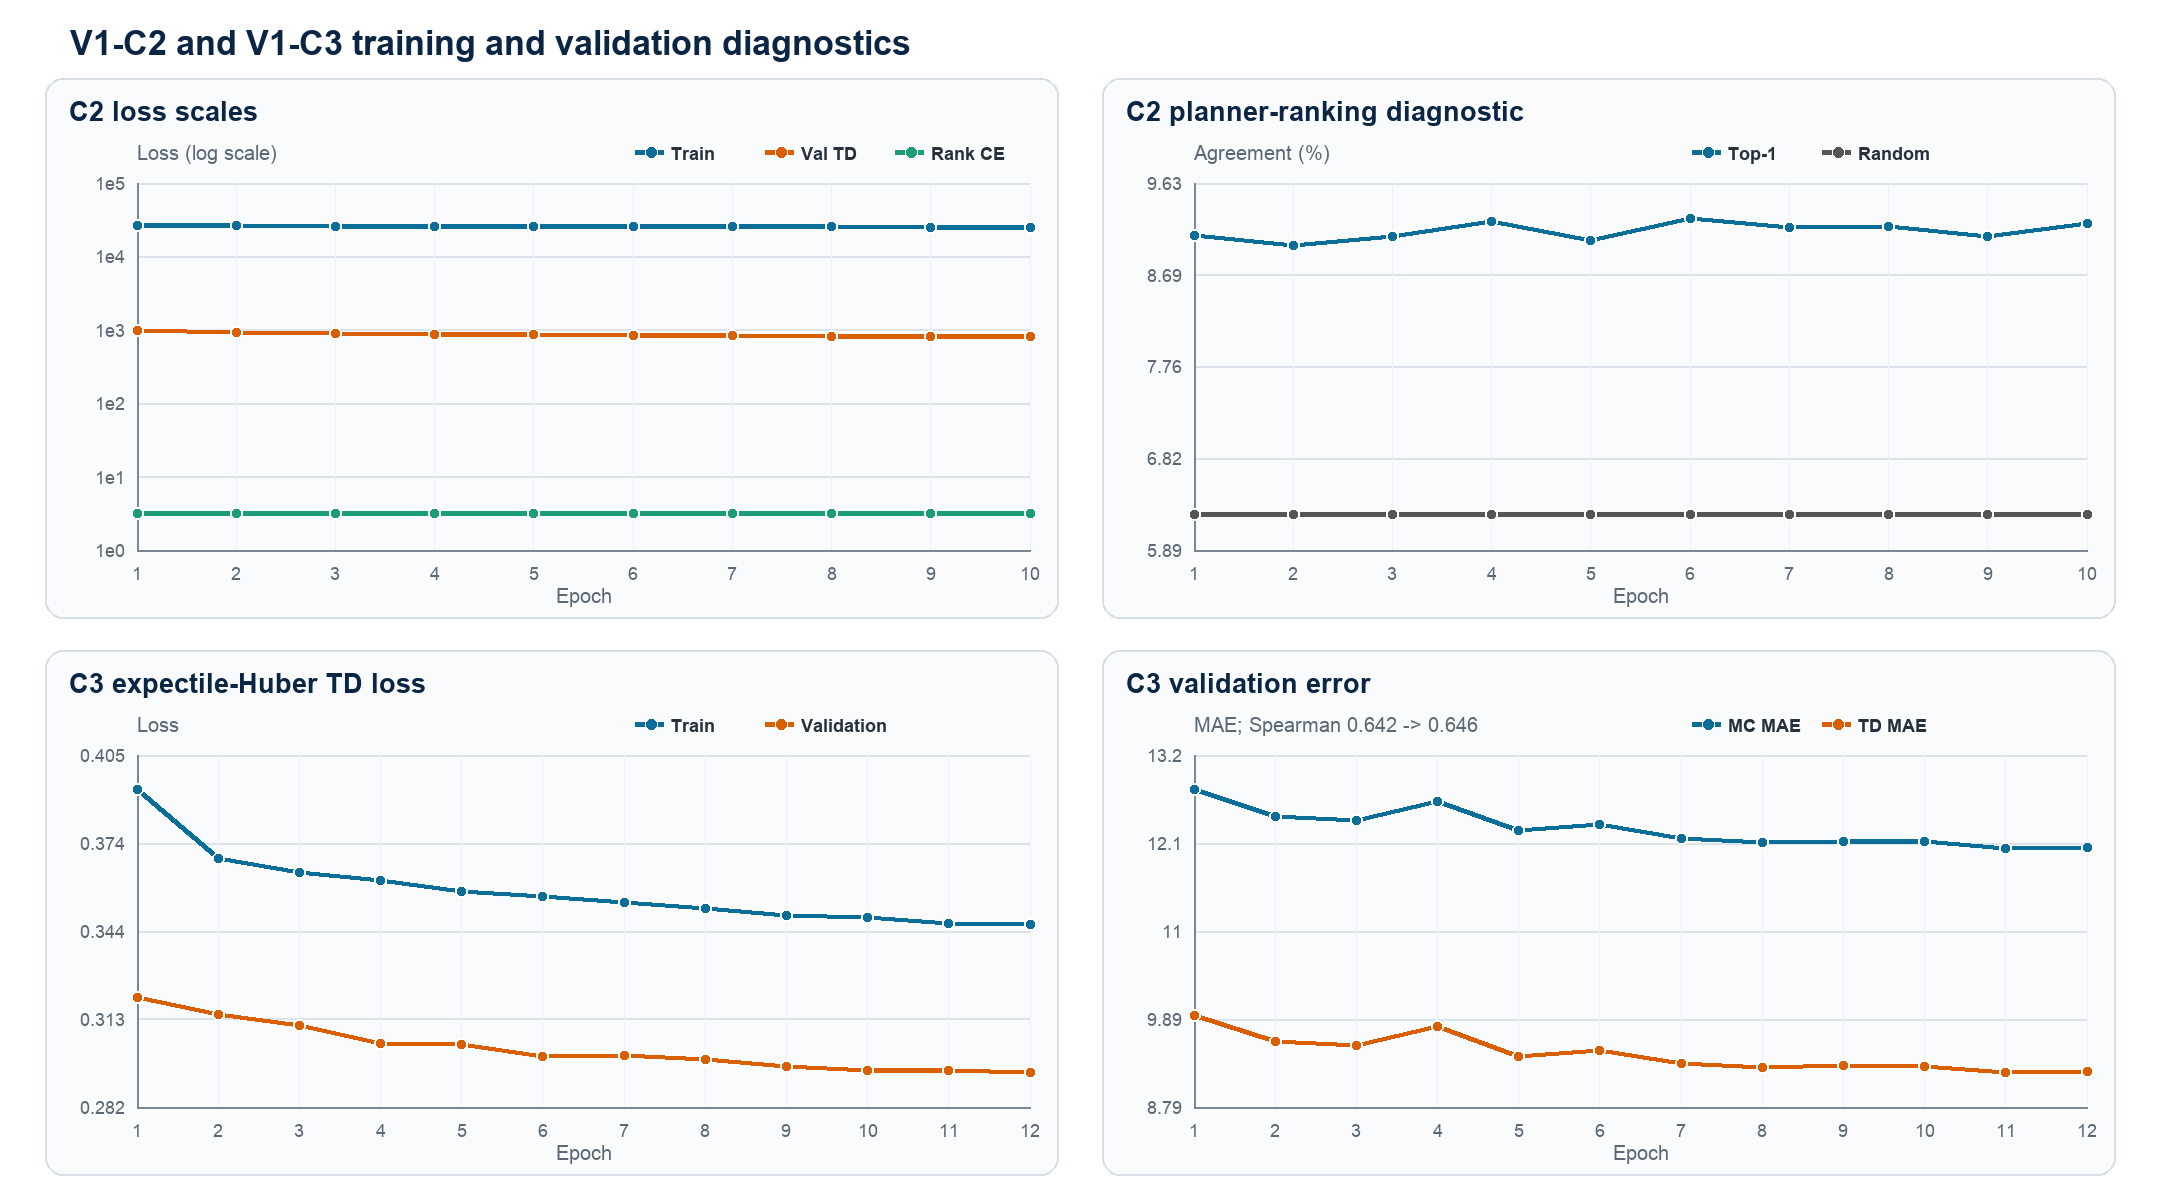 V1-C2 and V1-C3 training and validation diagnostics
C2 loss scales
Loss (log scale)
Train Val TD Rank CE
1e5
1e4
1e3
1e2
1e1
1e0
1 2 3 4 5 6 7 8 9 10
Epoch
C2 planner-ranking diagnostic
Agreement (%)
Top-1 Random
9.63
8.69
7.76
6.82
5.89
1 2 3 4 5 6 7 8 9 10
Epoch
C3 expectile-Huber TD loss
Loss
Train Validation
0.405
0.374
0.344
0.313
0.282
1 2 3 4 5 6 7 8 9 10 11 12
Epoch
C3 validation error
MAE; Spearman 0.642 -> 0.646
MC MAE TD MAE
13.2
12.1
11
9.89
8.79
1 2 3 4 5 6 7 8 9 10 11 12
Epoch